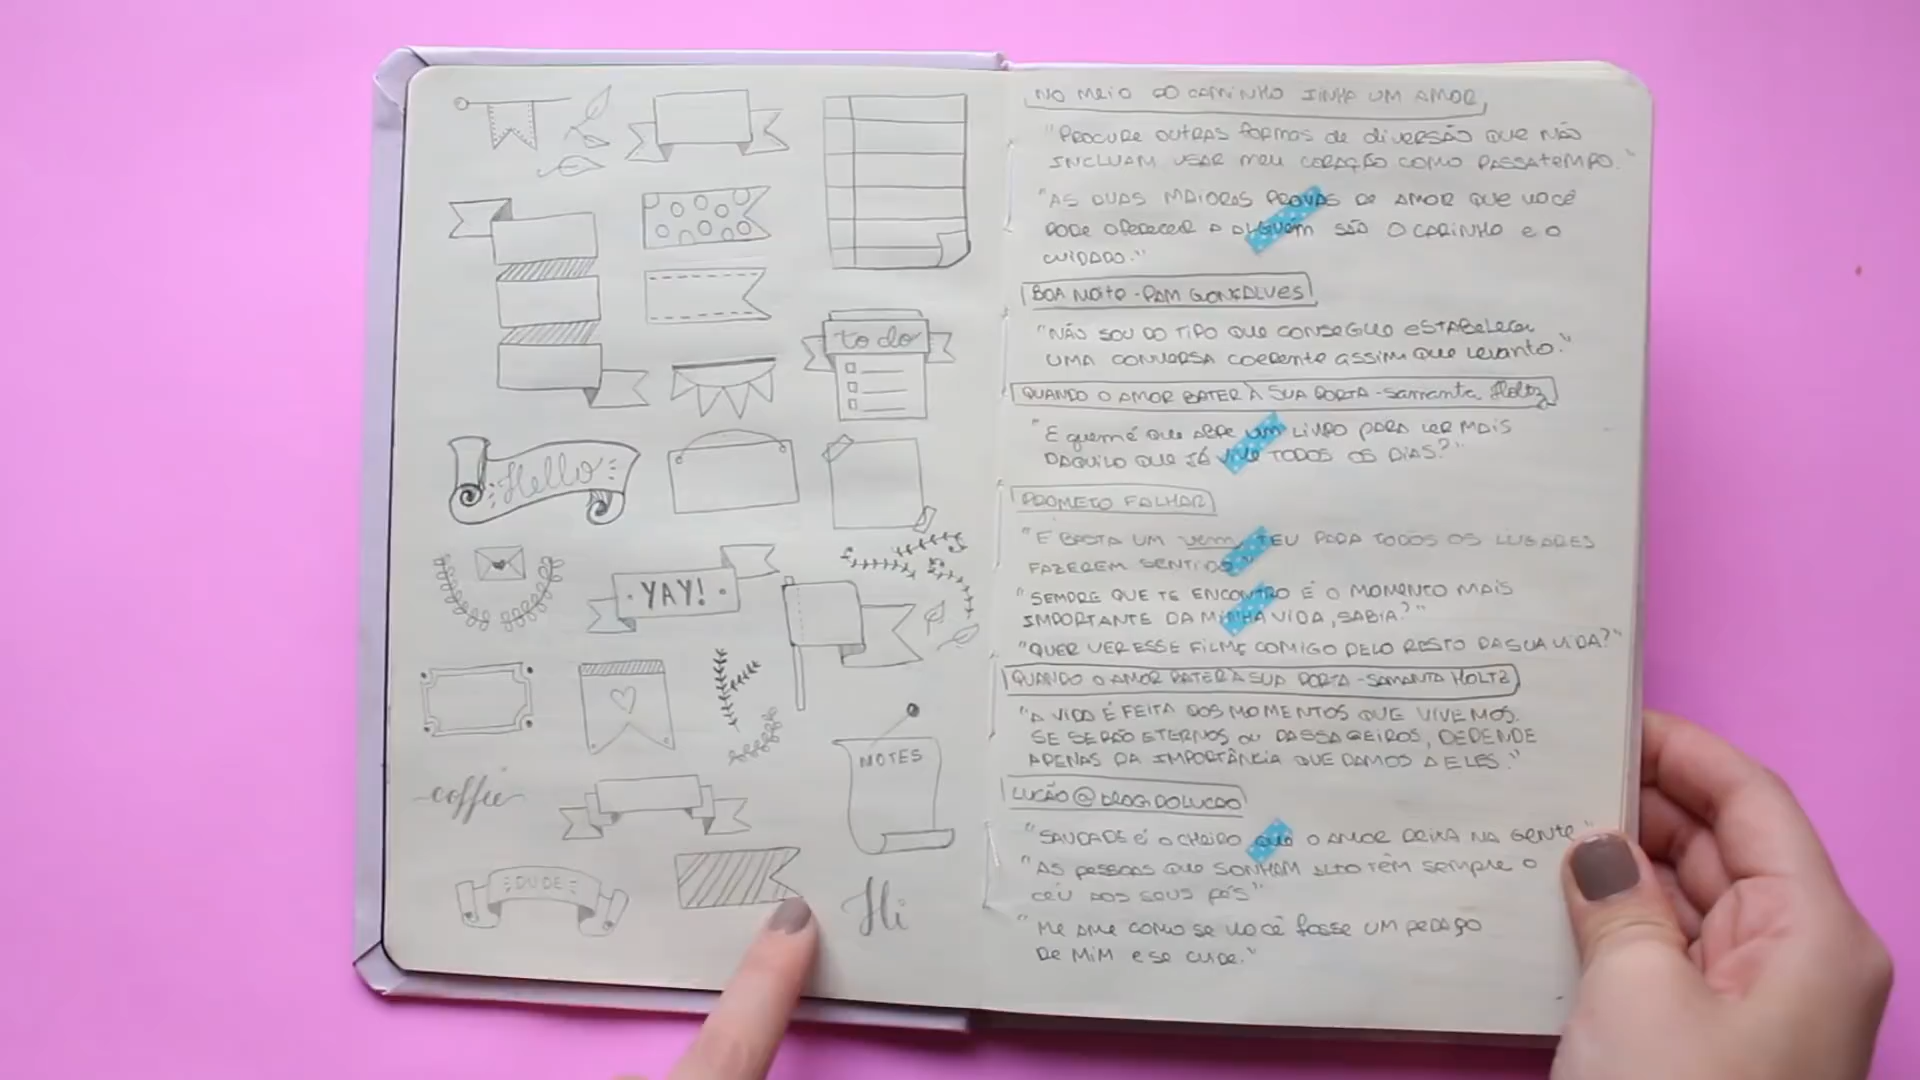 to do
Hello
YAY!
NOTES
coffee
DUDE
Hi
NO MEIO DO CAMINHO TINHA UM AMOR
"PROCURE OUTRAS FORMAS DE DIVERSÃO QUE NÃO
INCLUAM USAR MEU CORAÇÃO COMO PASSATEMPO."
"AS DUAS MAIORES PROVAS DE AMOR QUE VOCÊ
PODE OFERECER A ALGUÉM SÃO O CARINHO E O
CUIDADO."
BOA NOITE - PAM GONÇALVES
"NÃO SOU DO TIPO QUE CONSEGUE ESTABELECER
UMA CONVERSA COERENTE ASSIM QUE LEVANTO."
QUANDO O AMOR BATER À SUA PORTA - Samanta Holtz
"E quem é que ABRE um LIVRO PARA LER MAIS
DAQUILO QUE JÁ VIVE TODOS OS DIAS?"
PROMETO FALHAR
"E BASTA UM VEM TEU PARA TODOS OS LUGARES
FAZEREM SENTIDO"
"SEMPRE QUE TE ENCONTRO É O MOMENTO MAIS
IMPORTANTE DA MINHA VIDA, SABIA?"
"QUER VER ESSE FILME COMIGO PELO RESTO DA SUA VIDA?"
QUANDO O AMOR BATER À SUA PORTA - SAMANTA HOLTZ
"A VIDA É FEITA DOS MOMENTOS QUE VIVEMOS.
SE SERÃO ETERNOS OU PASSAGEIROS, DEPENDE
APENAS DA IMPORTÂNCIA QUE DAMOS A ELES."
LUCÃO @BLOGDOLUCAO
"SAUDADE É O CHEIRO QUE O AMOR DEIXA NA GENTE"
"AS PESSOAS QUE SONHAM ALTO TÊM SEMPRE O
CÉU AOS SEUS PÉS"
"ME AME COMO SE VOCÊ FOSSE UM PEDAÇO
DE MIM E SE CUIDE."